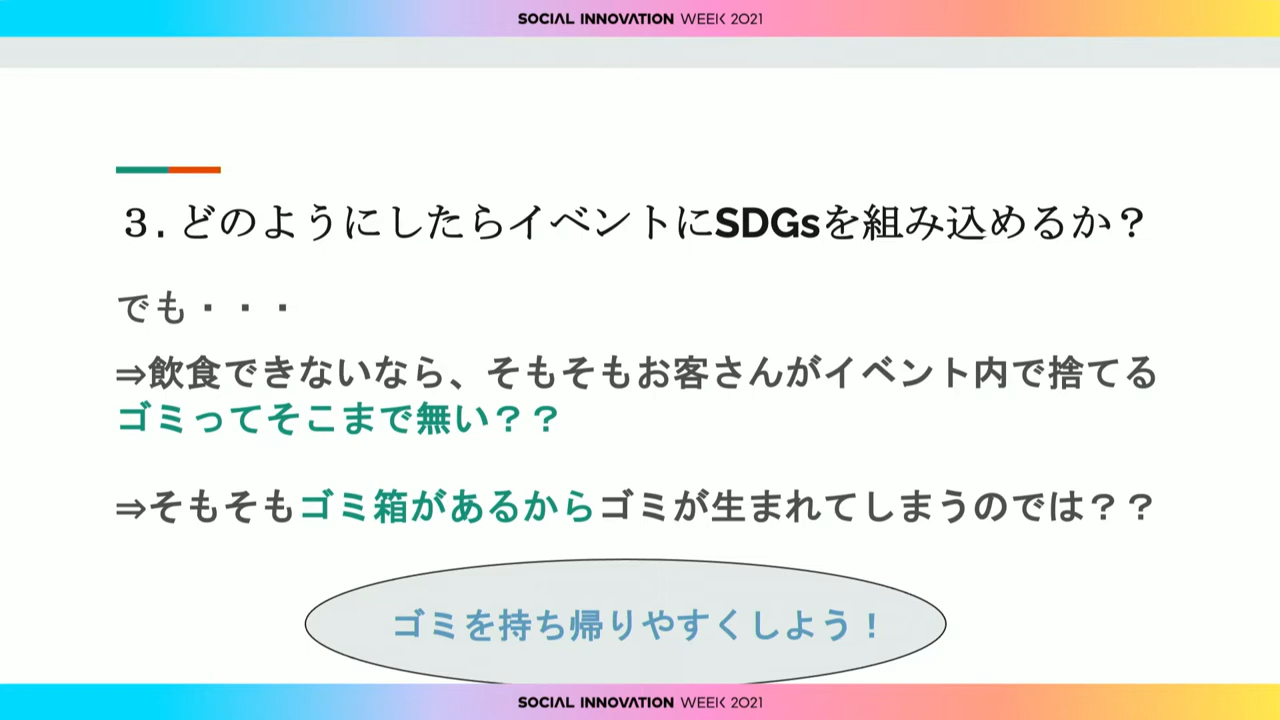 SOCIAL INNOVATION WEEK 2021
３. どのようにしたらイベントにSDGsを組み込めるか？
でも・・・
⇒飲食できないなら、そもそもお客さんがイベント内で捨てる
ゴミってそこまで無い？？
⇒そもそもゴミ箱があるからゴミが生まれてしまうのでは？？
ゴミを持ち帰りやすくしよう！
SOCIAL INNOVATION WEEK 2021